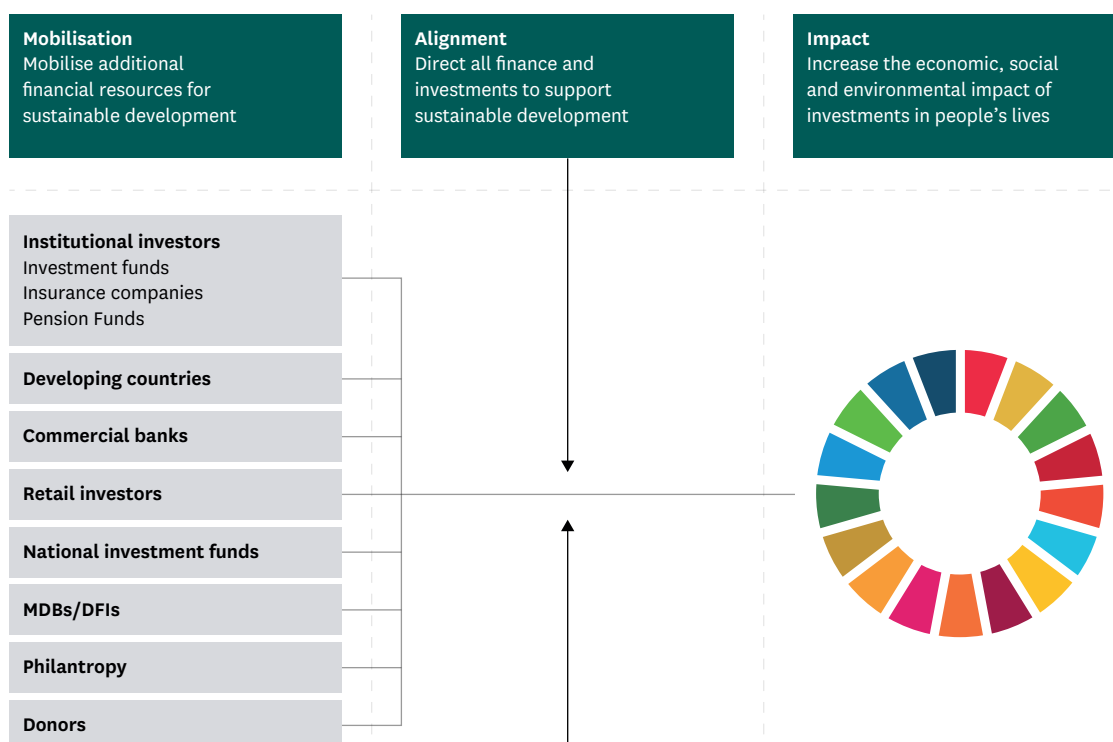 Mobilisation
Mobilise additional
financial resources for
sustainable development
Alignment
Direct all finance and
investments to support
sustainable development
Impact
Increase the economic, social
and environmental impact of
investments in people’s lives
Institutional investors
Investment funds
Insurance companies
Pension Funds
Developing countries
Commercial banks
Retail investors
National investment funds
MDBs/DFIs
Philantropy
Donors